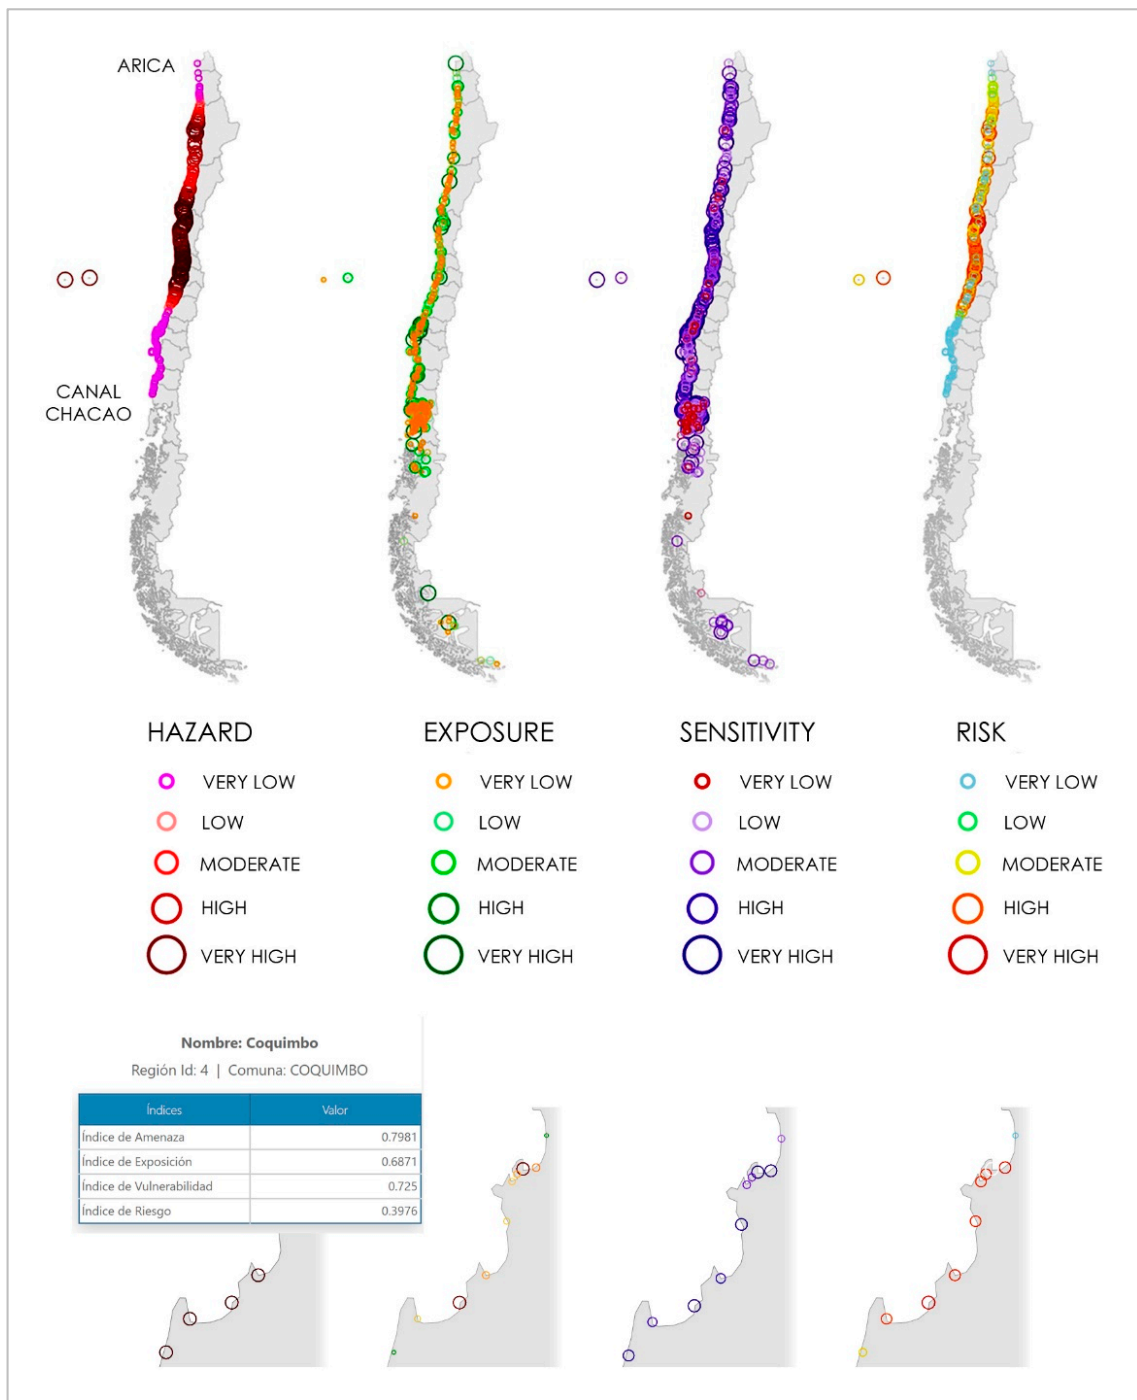 ARICA
CANAL
CHACAO
HAZARD
EXPOSURE
SENSITIVITY
RISK
VERY LOW
VERY LOW
VERY LOW
VERY LOW
LOW
LOW
LOW
LOW
MODERATE
MODERATE
MODERATE
MODERATE
HIGH
HIGH
HIGH
HIGH
VERY HIGH
VERY HIGH
VERY HIGH
VERY HIGH
Nombre: Coquimbo
Región Id: 4 | Comuna: COQUIMBO
Índices Valor
Índice de Amenaza 0.7981
Índice de Exposición 0.6871
Índice de Vulnerabilidad 0.725
Índice de Riesgo 0.3976